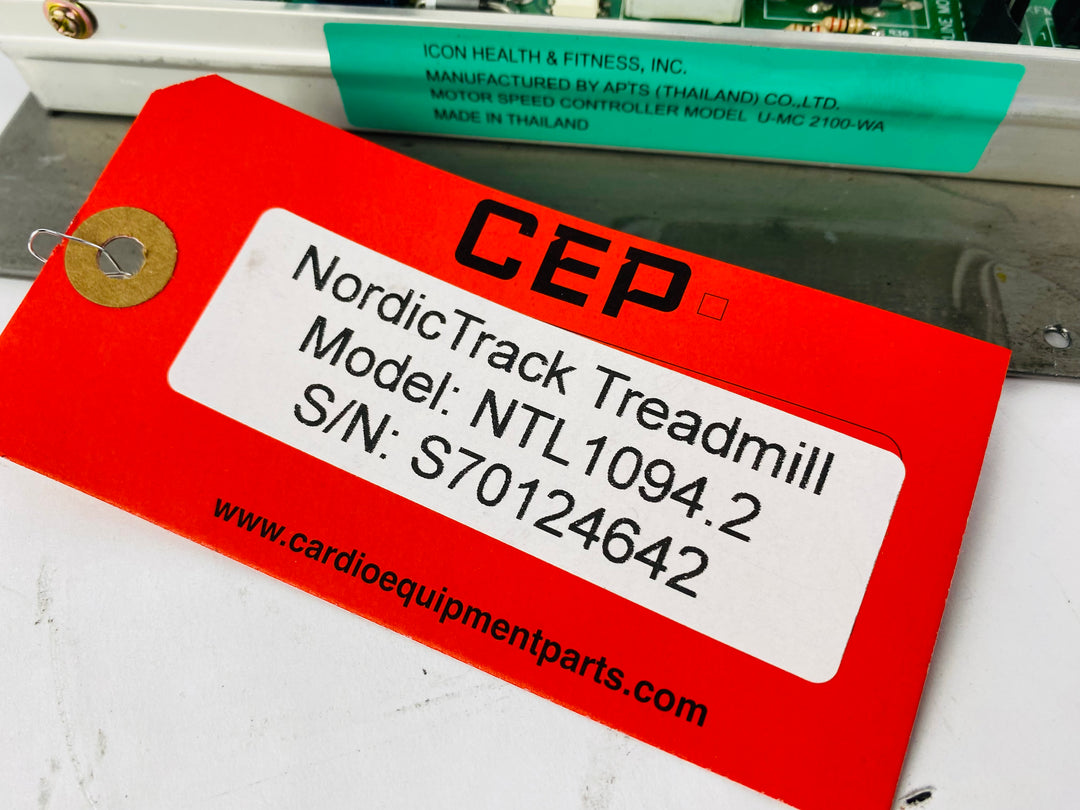 ICON HEALTH & FITNESS, INC.
MANUFACTURED BY APTS (THAILAND) CO.,LTD.
MOTOR SPEED CONTROLLER MODEL U-MC 2100-WA
MADE IN THAILAND
CEP
NordicTrack Treadmill
Model: NTL1094.2
S/N: S70124642
www.cardioequipmentparts.com